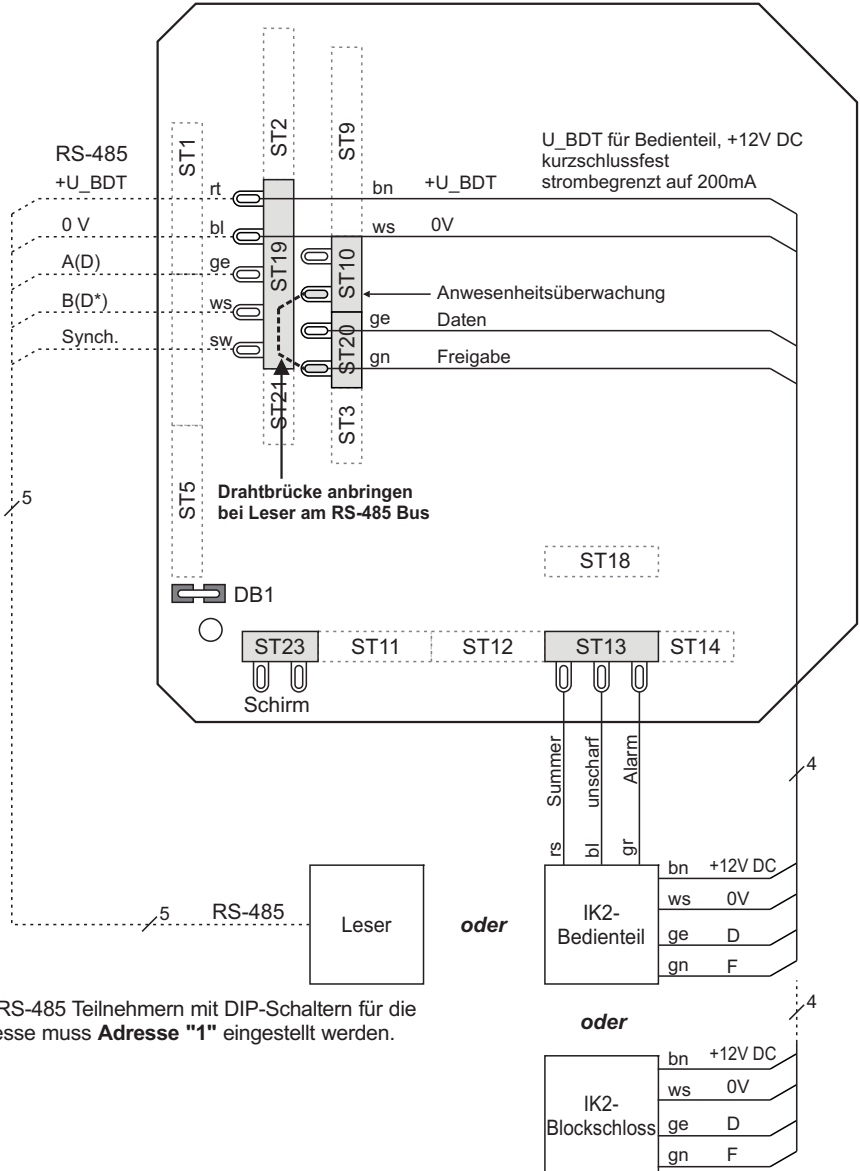 ST2
ST9
ST1
U_BDT für Bedienteil, +12V DC
kurzschlussfest
strombegrenzt auf 200mA
RS-485
+U_BDT
rt
bn
+U_BDT
0 V
bl
ws
0V
A(D)
ge
ST19
ST10
B(D*)
ws
Anwesenheitsüberwachung
ge
Daten
Synch.
sw
ST20
gn
Freigabe
ST21
ST3
ST5
Drahtbrücke anbringen
bei Leser am RS-485 Bus
5
ST18
DB1
ST23
ST11
ST12
ST13
ST14
Schirm
Summer
unscharf
Alarm
4
rs
bl
gr
5
RS-485
Leser
oder
IK2-
Bedienteil
bn
+12V DC
ws
0V
ge
D
gn
F
RS-485 Teilnehmern mit DIP-Schaltern für die
esse muss Adresse "1" eingestellt werden.
oder
4
IK2-
Blockschloss
bn
+12V DC
ws
0V
ge
D
gn
F